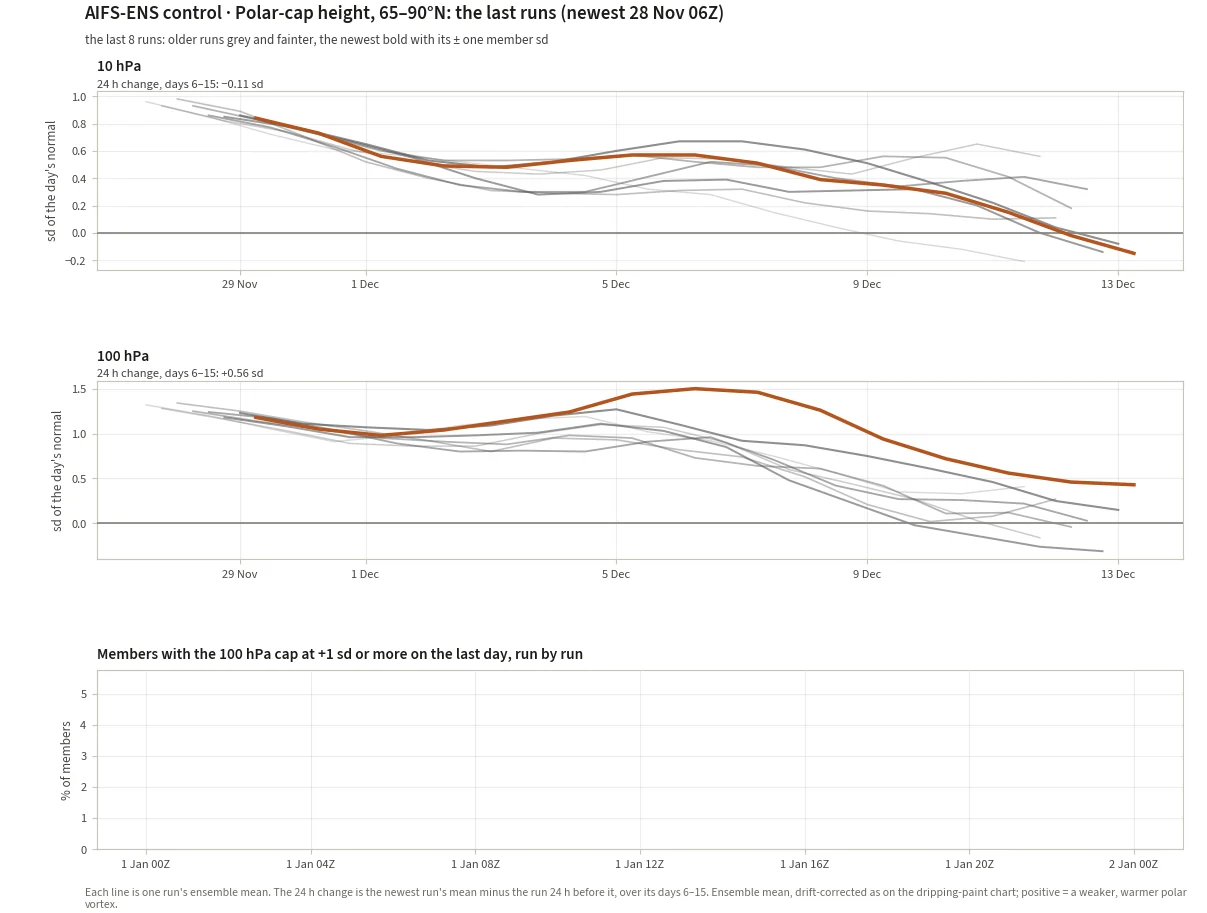 AIFS-ENS control · Polar-cap height, 65–90°N: the last runs (newest 28 Nov 06Z)
the last 8 runs: older runs grey and fainter, the newest bold with its ± one member sd
10 hPa
24 h change, days 6–15: −0.11 sd
1.0
0.8
0.6
0.4
0.2
0.0
−0.2
sd of the day's normal
29 Nov
1 Dec
5 Dec
9 Dec
13 Dec
100 hPa
24 h change, days 6–15: +0.56 sd
1.5
1.0
0.5
0.0
sd of the day's normal
29 Nov
1 Dec
5 Dec
9 Dec
13 Dec
Members with the 100 hPa cap at +1 sd or more on the last day, run by run
5
4
3
2
1
0
% of members
1 Jan 00Z
1 Jan 04Z
1 Jan 08Z
1 Jan 12Z
1 Jan 16Z
1 Jan 20Z
2 Jan 00Z
Each line is one run's ensemble mean. The 24 h change is the newest run's mean minus the run 24 h before it, over its days 6–15. Ensemble mean, drift-corrected as on the dripping-paint chart; positive = a weaker, warmer polar
vortex.